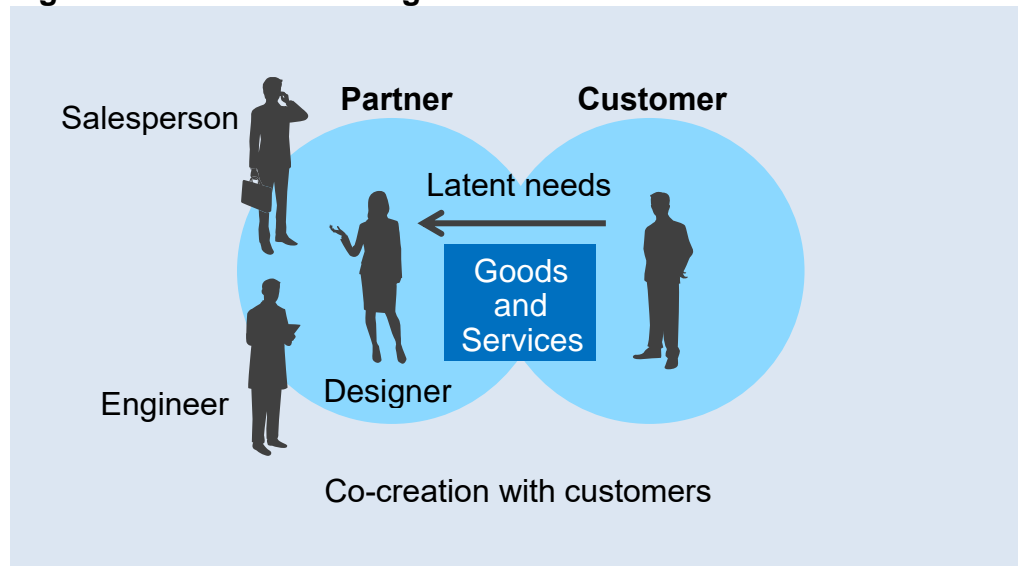 Partner
Customer
Salesperson
Latent needs
Goods
and
Services
Designer
Engineer
Co-creation with customers